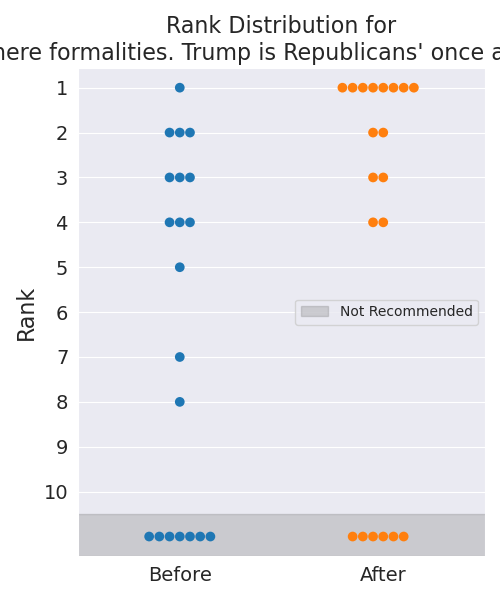 Rank Distribution for
mere formalities. Trump is Republicans' once a
1
2
3
4
5
6
7
8
9
10
Rank
Not Recommended
Before
After